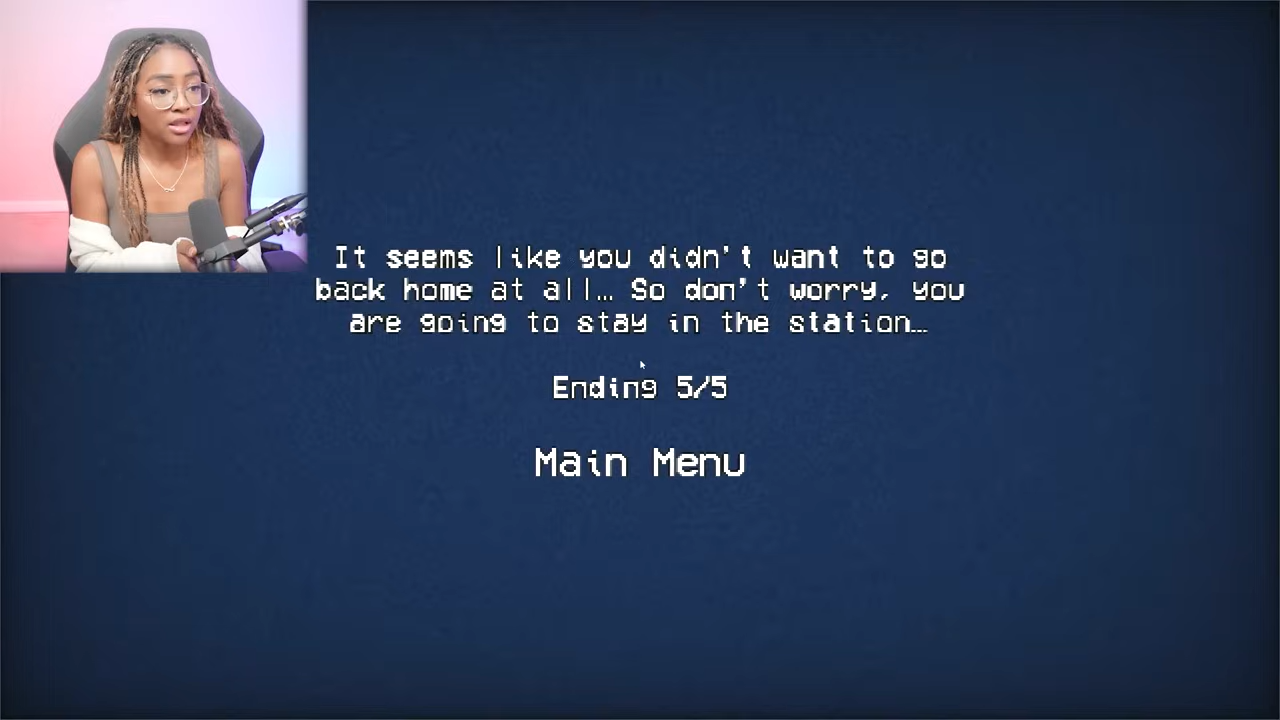 It seems like you didn't want to go
back home at all… So don't worry, you
are going to stay in the station…
Ending 5/5
Main Menu